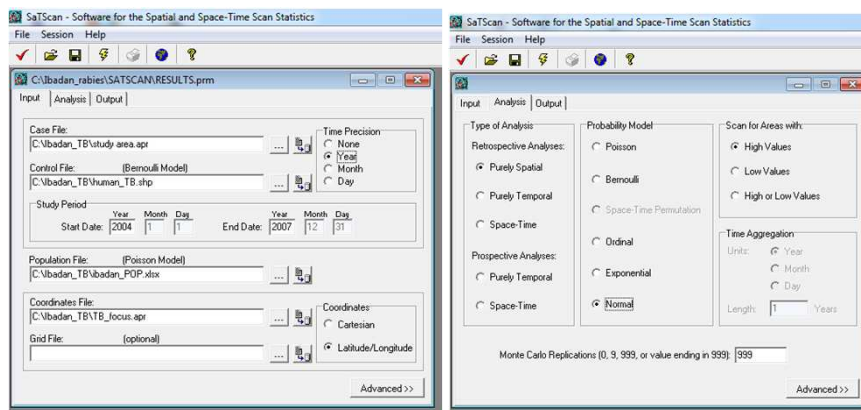 SaTScan - Software for the Spatial and Space-Time Scan Statistics
File Session Help
C:\Ibadan_rabies\SATSCAN\RESULTS.prm
Input Analysis Output
Case File:
C:\Ibadan_TB\study area.apr
...
Time Precision
None
Year
Month
Day
Control File: (Bernoulli Model)
C:\Ibadan_TB\human_TB.shp
...
Study Period
Year Month Day Year Month Day
Start Date: 2004 1 1 End Date: 2007 12 31
Population File: (Poisson Model)
C:\Ibadan_TB\ibadan_POP.xlsx
...
Coordinates File:
C:\Ibadan_TB\TB_focus.apr
...
Coordinates
Cartesian
Latitude/Longitude
Grid File: (optional)
...
Advanced >>
SaTScan - Software for the Spatial and Space-Time Scan Statistics
File Session Help
Input Analysis Output
Type of Analysis
Retrospective Analyses:
Purely Spatial
Purely Temporal
Space-Time
Prospective Analyses:
Purely Temporal
Space-Time
Probability Model
Poisson
Bernoulli
Space-Time Permutation
Ordinal
Exponential
Normal
Scan for Areas with:
High Values
Low Values
High or Low Values
Time Aggregation
Units: Year
Month
Day
Length: 1 Years
Monte Carlo Replications (0, 9, 999, or value ending in 999): 999
Advanced >>